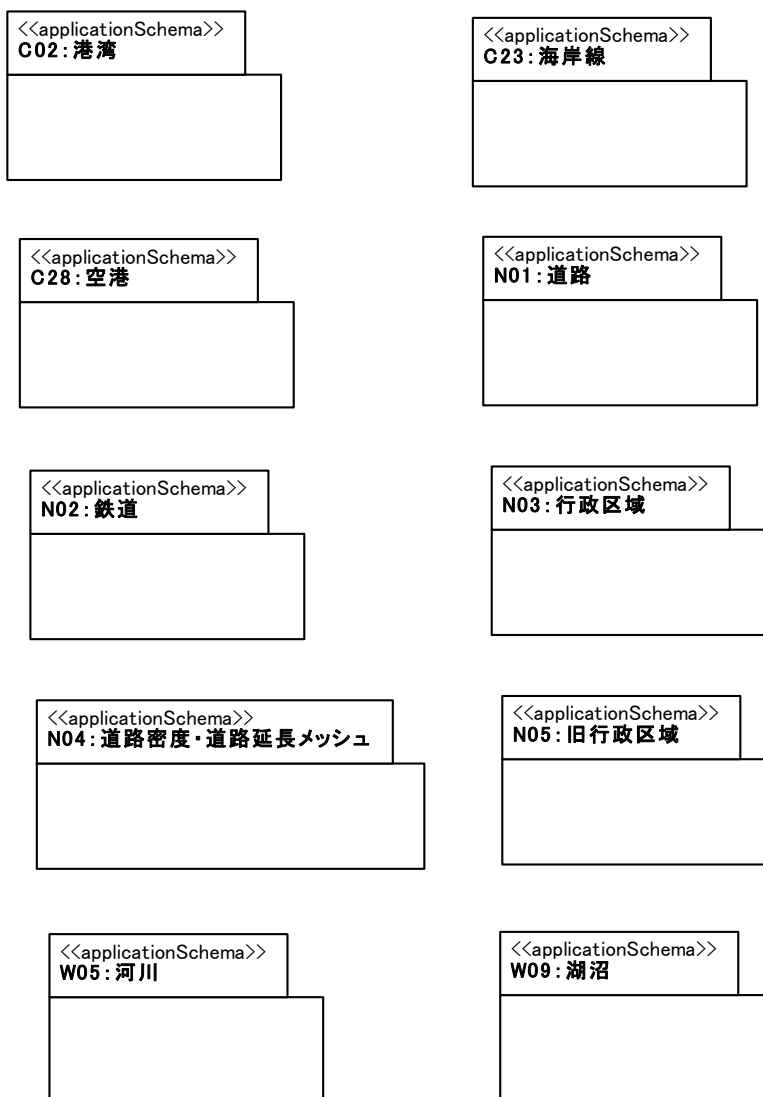 <<applicationSchema>>
C02:港湾
<<applicationSchema>>
C23:海岸線
<<applicationSchema>>
C28:空港
<<applicationSchema>>
N01:道路
<<applicationSchema>>
N02:鉄道
<<applicationSchema>>
N03:行政区域
<<applicationSchema>>
N04:道路密度・道路延長メッシュ
<<applicationSchema>>
N05:旧行政区域
<<applicationSchema>>
W05:河川
<<applicationSchema>>
W09:湖沼